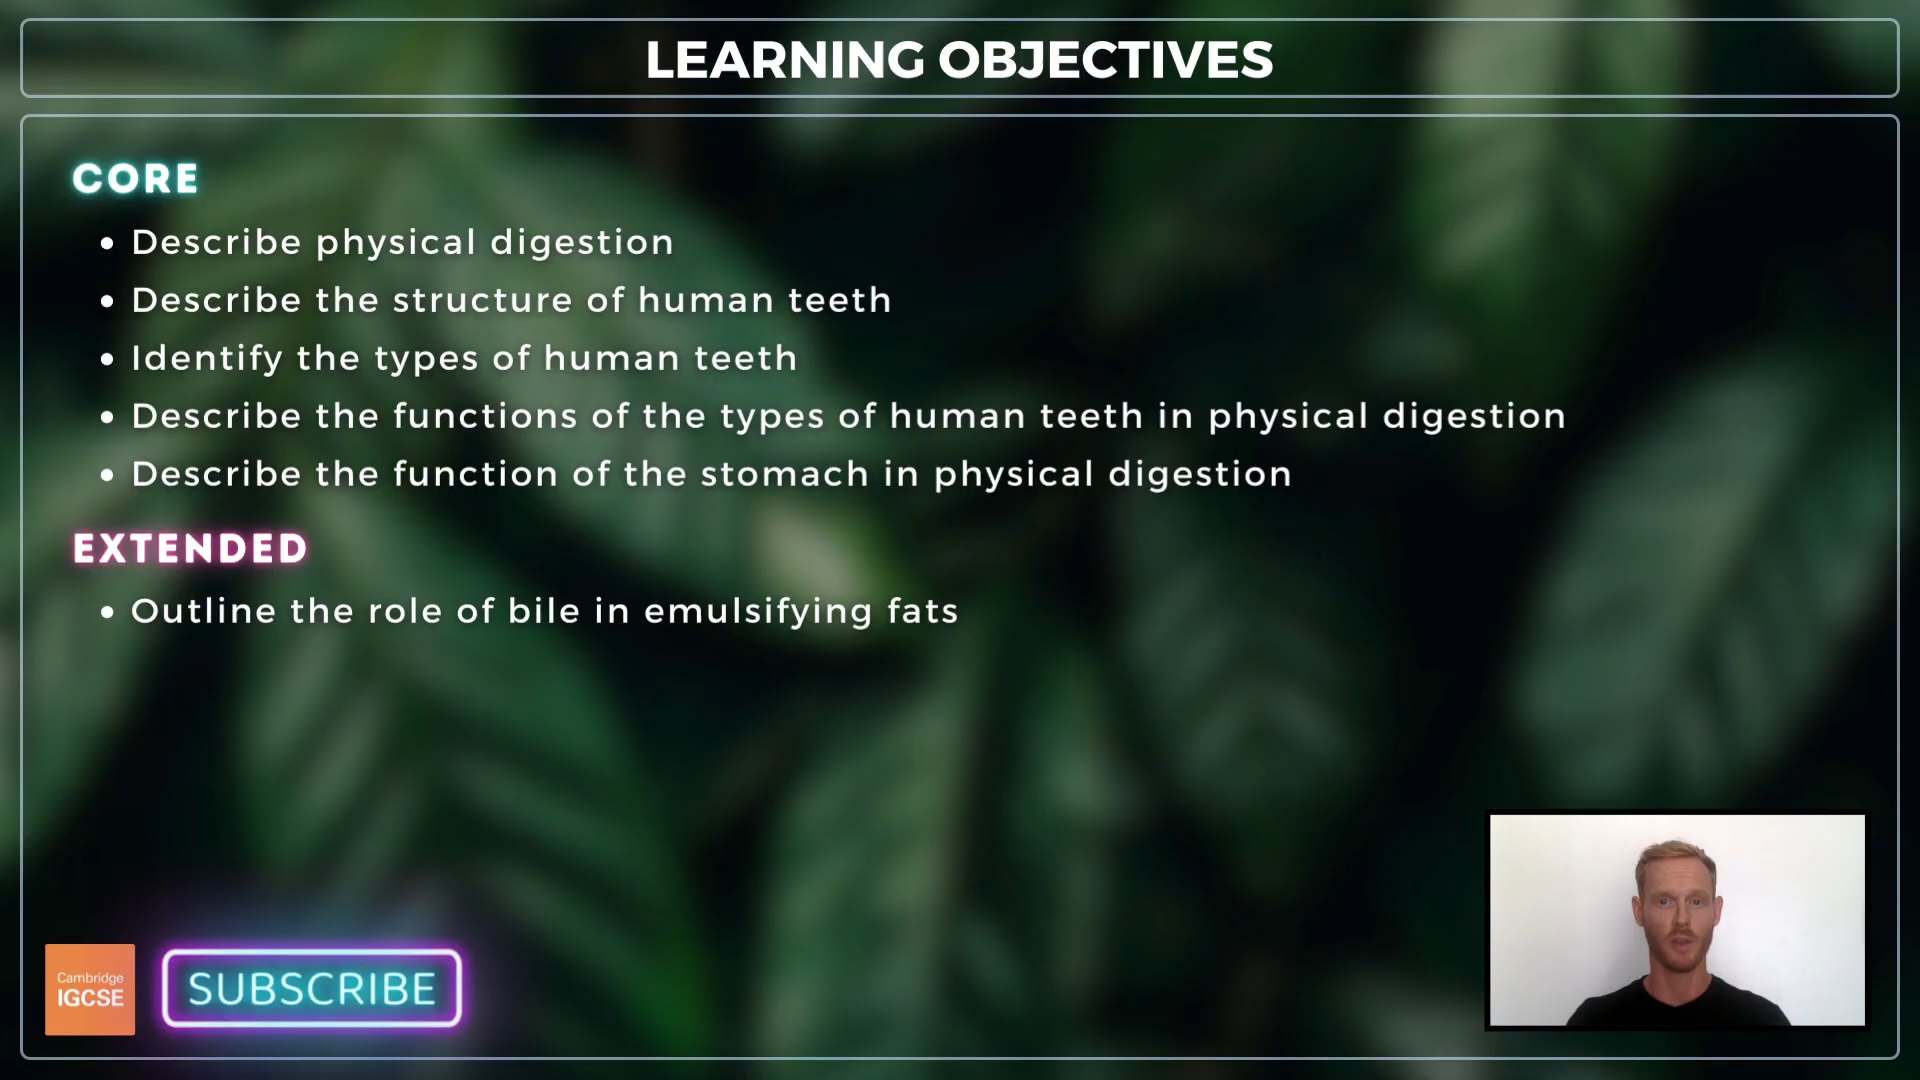 LEARNING OBJECTIVES
CORE
Describe physical digestion
Describe the structure of human teeth
Identify the types of human teeth
Describe the functions of the types of human teeth in physical digestion
Describe the function of the stomach in physical digestion
EXTENDED
Outline the role of bile in emulsifying fats
Cambridge
IGCSE
SUBSCRIBE